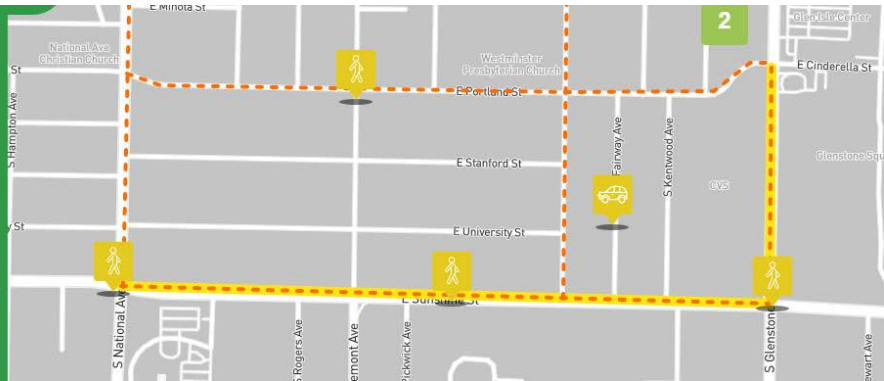 E Minota St
2
Glen Isle Center
National Ave
Christian Church
Westminster
Presbyterian Church
E Cinderella St
St
E Portland St
S Hampton Ave
Fairway Ave
S Kentwood Ave
E Stanford St
Glenstone Squ
CVS
y St
E University St
E Sunshine St
S National Ave
S Rogers Ave
emont Ave
Pickwick Ave
S Glenstone
ewart Ave